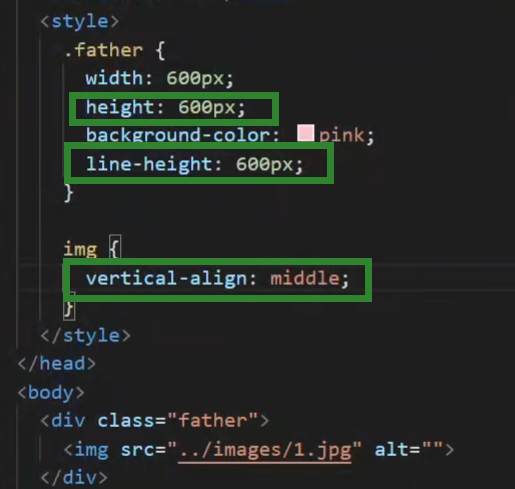 <style>
.father {
width: 600px;
height: 600px;
background-color: pink;
line-height: 600px;
}
img {
vertical-align: middle;
}
</style>
</head>
<body>
<div class="father">
<img src="../images/1.jpg" alt="">
</div>